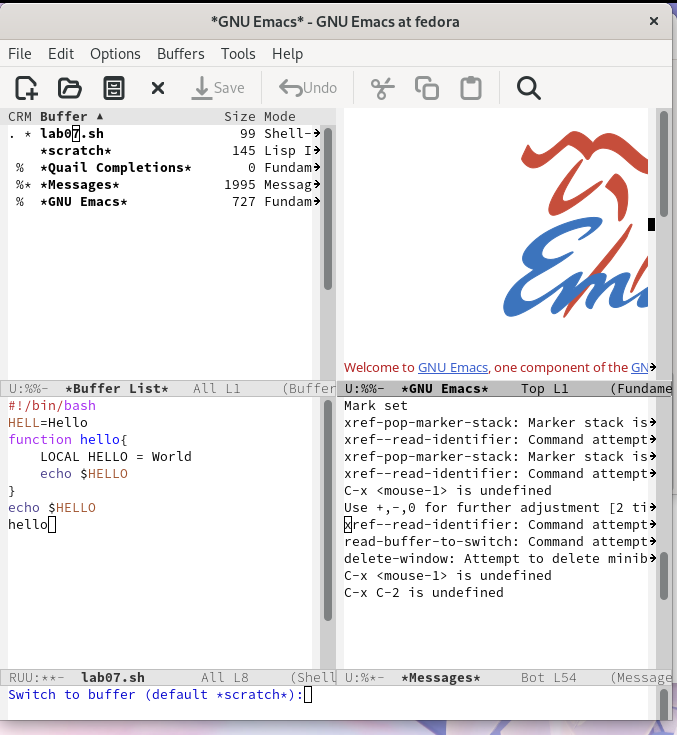 *GNU Emacs* - GNU Emacs at fedora
File Edit Options Buffers Tools Help
Save Undo
CRM Buffer ▲ Size Mode
. * lab07.sh 99 Shell-
*scratch* 145 Lisp I
% *Quail Completions* 0 Fundam
%* *Messages* 1995 Messag
% *GNU Emacs* 727 Fundam
U:%%- *Buffer List* All L1 (Buffer
Welcome to GNU Emacs, one component of the GN
U:%%- *GNU Emacs* Top L1 (Fundame
#!/bin/bash
HELL=Hello
function hello{
    LOCAL HELLO = World
    echo $HELLO
}
echo $HELLO
hello
RUU:**- lab07.sh All L8 (Shell
Mark set
xref-pop-marker-stack: Marker stack is
xref--read-identifier: Command attempt
xref-pop-marker-stack: Marker stack is
xref--read-identifier: Command attempt
C-x <mouse-1> is undefined
Use +,-,0 for further adjustment [2 ti
xref--read-identifier: Command attempt
read-buffer-to-switch: Command attempt
delete-window: Attempt to delete minib
C-x <mouse-1> is undefined
C-x C-2 is undefined
U:%*- *Messages* Bot L54 (Message
Switch to buffer (default *scratch*):